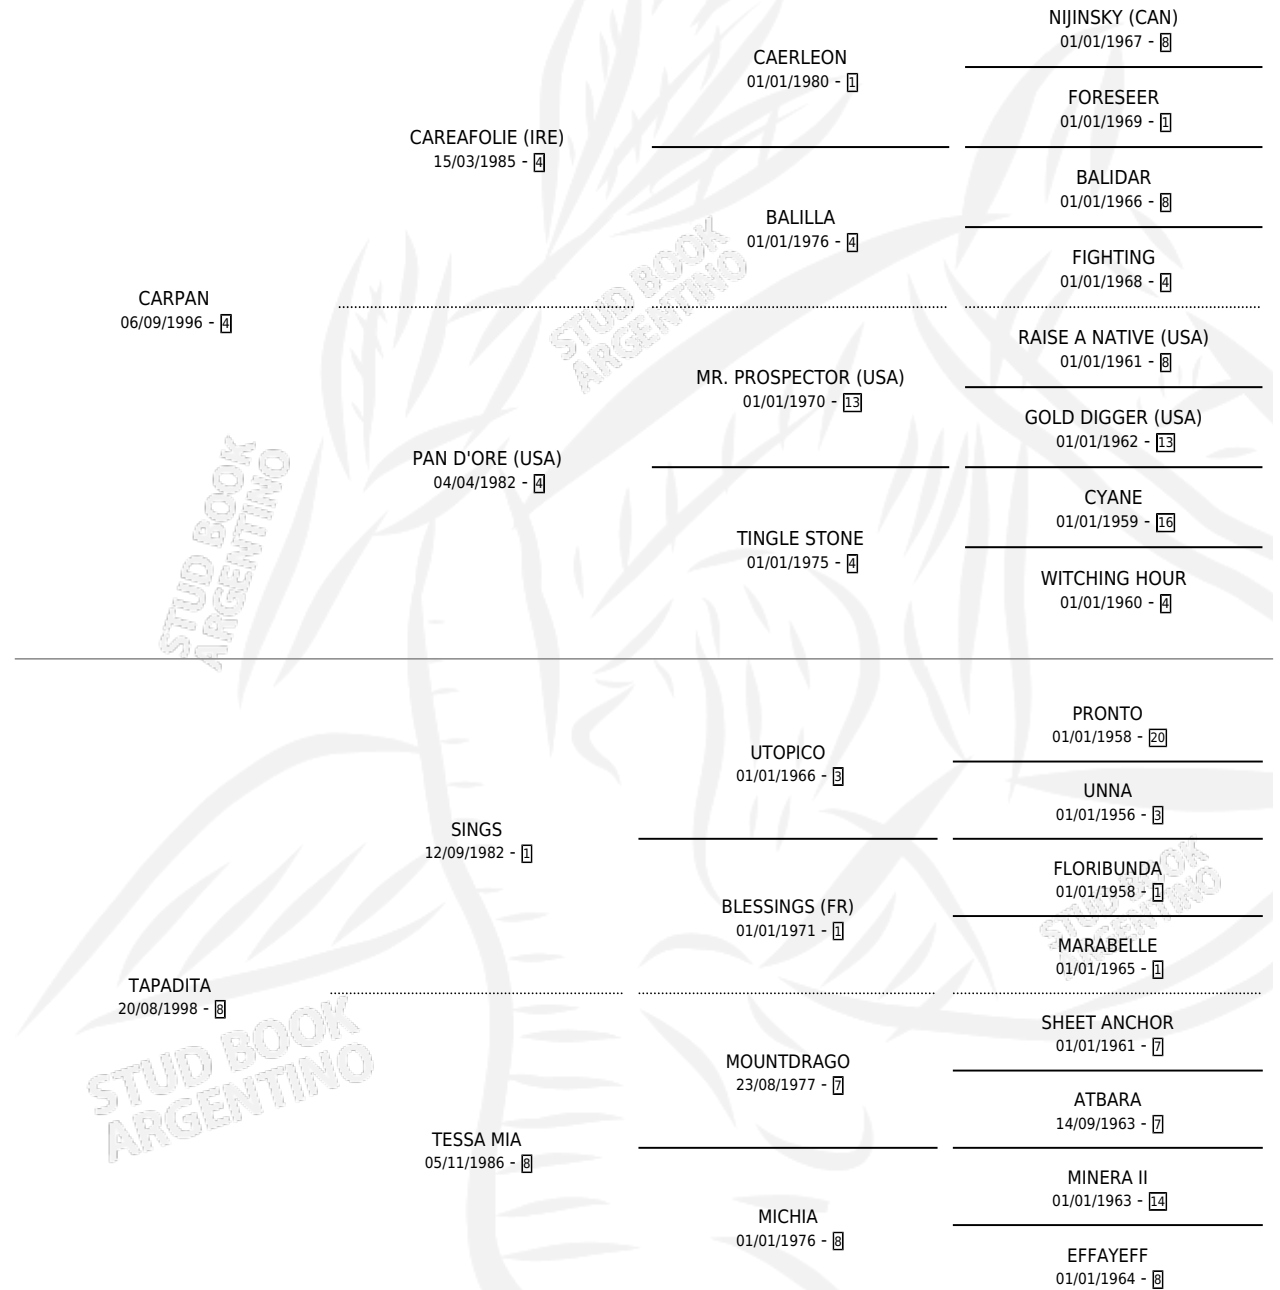 NIJINSKY (CAN)
01/01/1967 - 8
CAERLEON
01/01/1980 - 1
FORESEER
01/01/1969 - 1
CAREAFOLIE (IRE)
15/03/1985 - 4
BALIDAR
01/01/1966 - 8
BALILLA
01/01/1976 - 4
FIGHTING
01/01/1968 - 4
CARPAN
06/09/1996 - 4
RAISE A NATIVE (USA)
01/01/1961 - 8
MR. PROSPECTOR (USA)
01/01/1970 - 13
GOLD DIGGER (USA)
01/01/1962 - 13
PAN D'ORE (USA)
04/04/1982 - 4
CYANE
01/01/1959 - 16
TINGLE STONE
01/01/1975 - 4
WITCHING HOUR
01/01/1960 - 4
PRONTO
01/01/1958 - 20
UTOPICO
01/01/1966 - 3
UNNA
01/01/1956 - 3
SINGS
12/09/1982 - 1
FLORIBUNDA
01/01/1958 - 1
BLESSINGS (FR)
01/01/1971 - 1
MARABELLE
01/01/1965 - 1
TAPADITA
20/08/1998 - 8
SHEET ANCHOR
01/01/1961 - 7
MOUNTDRAGO
23/08/1977 - 7
ATBARA
14/09/1963 - 7
TESSA MIA
05/11/1986 - 8
MINERA II
01/01/1963 - 14
MICHIA
01/01/1976 - 8
EFFAYEFF
01/01/1964 - 8
STUD BOOK
ARGENTINO
STUD BOOK
ARGENTINO
STUD BOOK
ARGENTINO
STUD BOOK
ARGENTINO